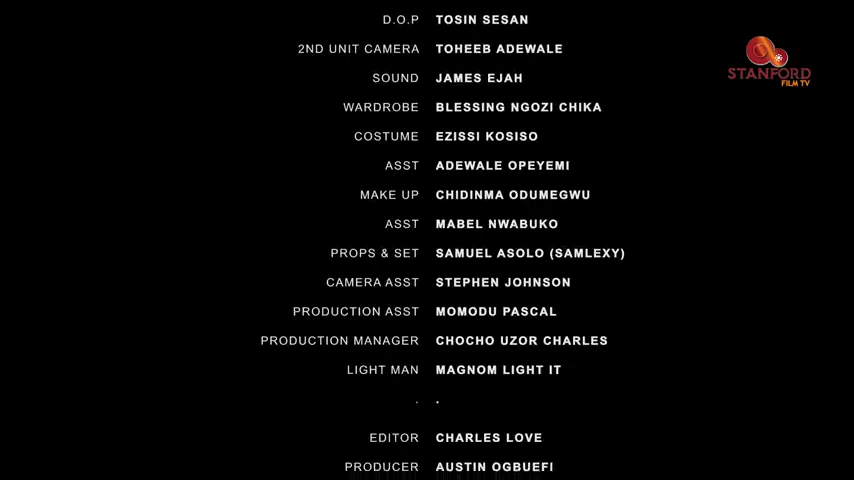 D.O.P TOSIN SESAN
2ND UNIT CAMERA TOHEEB ADEWALE
SOUND JAMES EJAH
WARDROBE BLESSING NGOZI CHIKA
COSTUME EZISSI KOSISO
ASST ADEWALE OPEYEMI
MAKE UP CHIDINMA ODUMEGWU
ASST MABEL NWABUKO
PROPS & SET SAMUEL ASOLO (SAMLEXY)
CAMERA ASST STEPHEN JOHNSON
PRODUCTION ASST MOMODU PASCAL
PRODUCTION MANAGER CHOCHO UZOR CHARLES
LIGHT MAN MAGNOM LIGHT IT
. .
EDITOR CHARLES LOVE
PRODUCER AUSTIN OGBUEFI
STANFORD
FILM TV